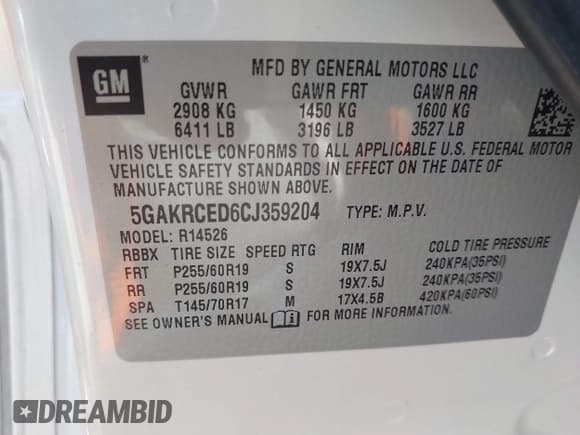 GM ®
MFD BY GENERAL MOTORS LLC
GVWR GAWR FRT GAWR RR
2908 KG 1450 KG 1600 KG
6411 LB 3196 LB 3527 LB
THIS VEHICLE CONFORMS TO ALL APPLICABLE U.S. FEDERAL MOTOR
VEHICLE SAFETY STANDARDS IN EFFECT ON THE DATE OF
MANUFACTURE SHOWN ABOVE.
5GAKRCED6CJ359204 TYPE: M.P.V.
MODEL: R14526
RBBX TIRE SIZE SPEED RTG RIM COLD TIRE PRESSURE
FRT P255/60R19 S 19X7.5J 240KPA(35PSI)
RR P255/60R19 S 19X7.5J 240KPA(35PSI)
SPA T145/70R17 M 17X4.5B 420KPA(60PSI)
SEE OWNER'S MANUAL i FOR MORE INFORMATION.
DREAMBID